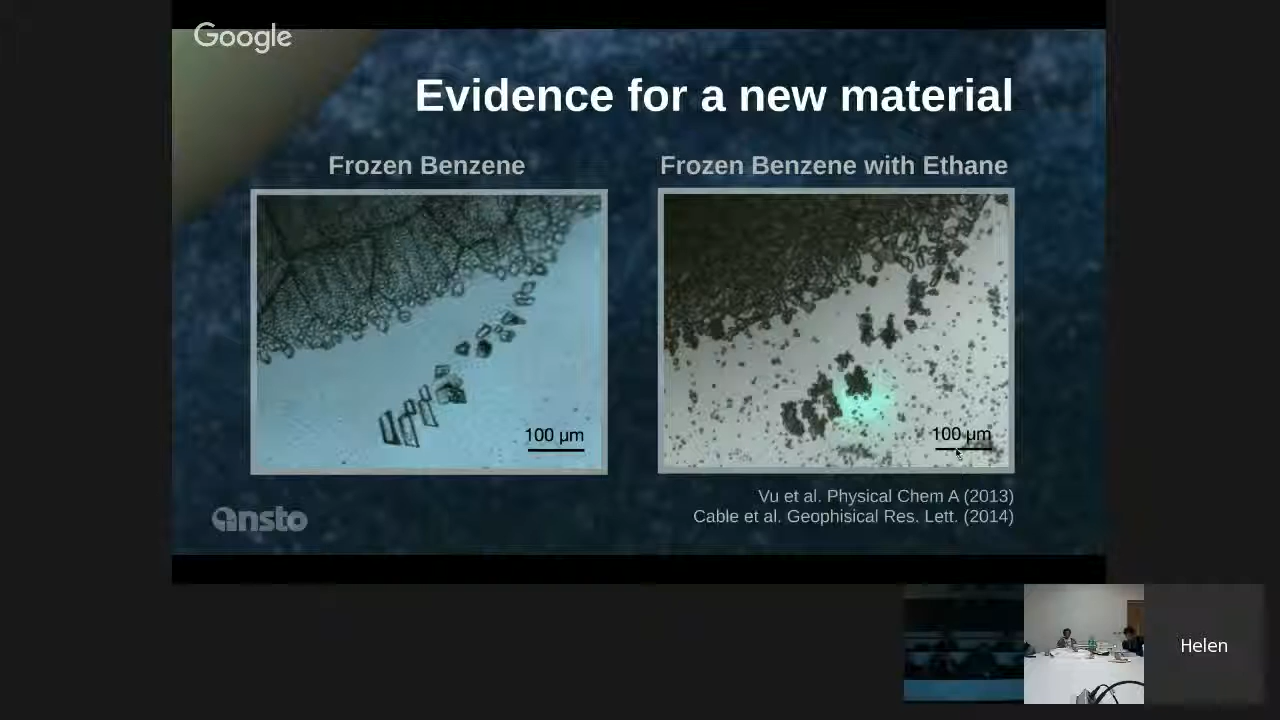 Google
Evidence for a new material
Frozen Benzene
Frozen Benzene with Ethane
100 µm
100 µm
Vu et al. Physical Chem A (2013)
Cable et al. Geophisical Res. Lett. (2014)
ansto
Helen